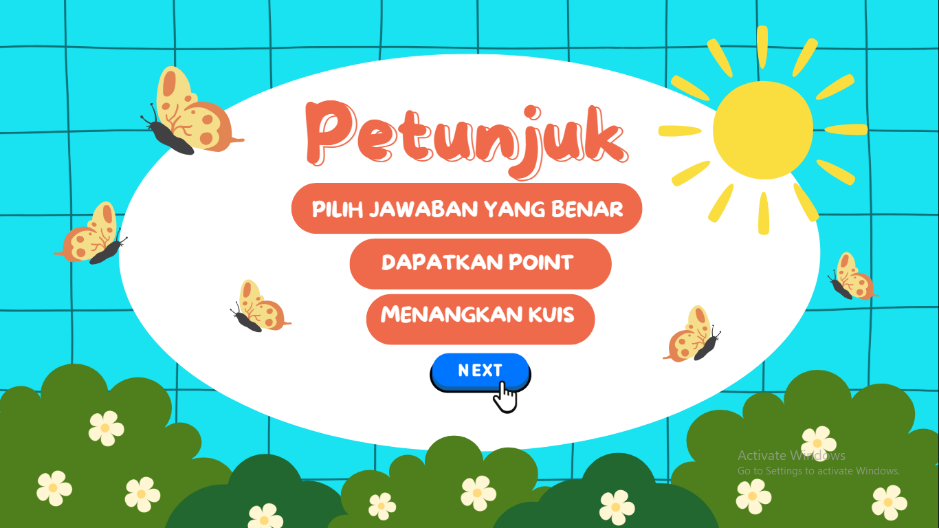 Petunjuk
PILIH JAWABAN YANG BENAR
DAPATKAN POINT
MENANGKAN KUIS
NEXT
Activate Windows
Go to Settings to activate Windows.